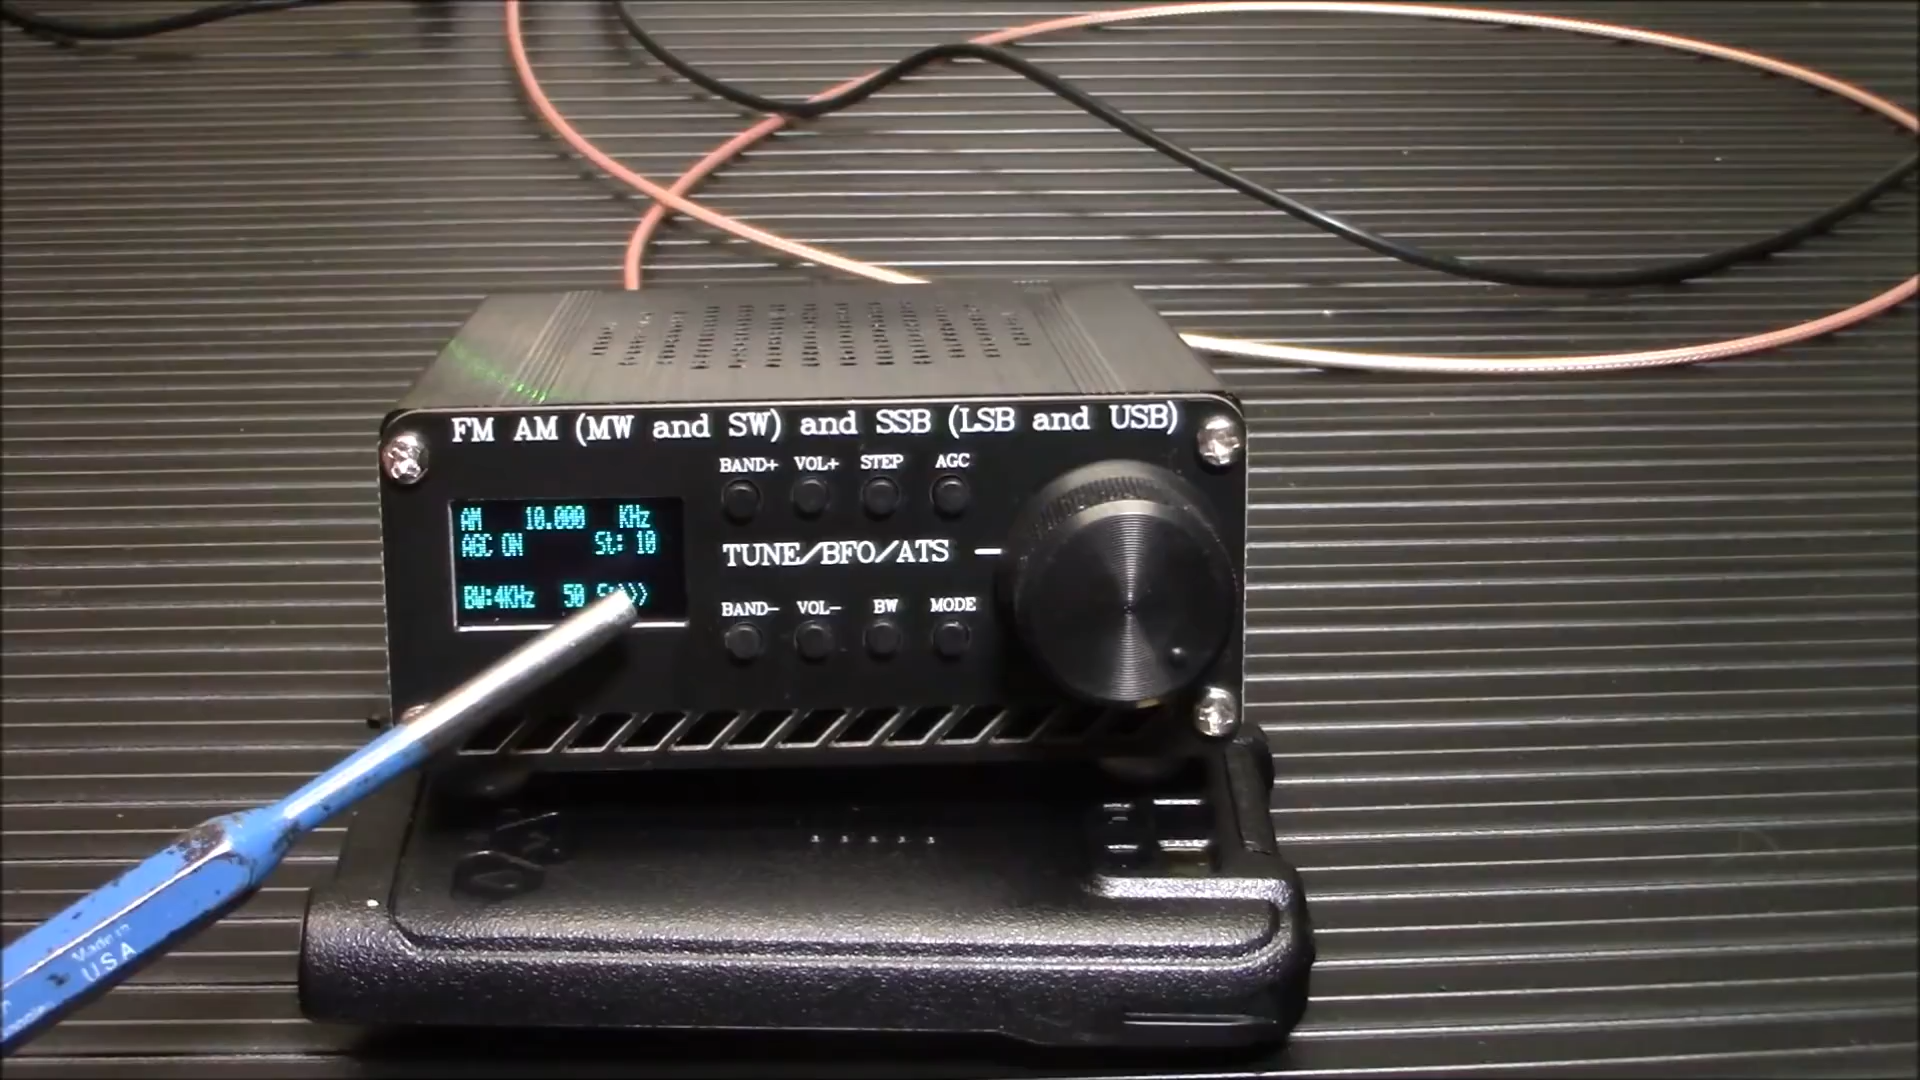 FM AM (MW and SW) and SSB (LSB and USB)
BAND+ VOL+ STEP AGC
AM 10.000 KHz
AGC ON St: 10
TUNE/BFO/ATS
BW:4KHz 50
BAND- VOL- BW MODE
Made in
USA